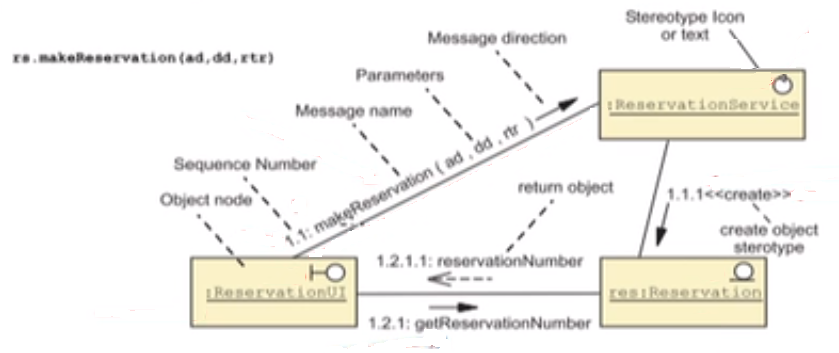 Stereotype Icon
or text
Message direction
rs.makeReservation(ad,dd,rtr)
Parameters
:ReservationService
Message name
Sequence Number
1.1: makeReservation ( ad , dd , rtr )
Object node
return object
1.1.1<<create>>
create object
sterotype
1.2.1.1: reservationNumber
:ReservationUI
res:Reservation
1.2.1: getReservationNumber